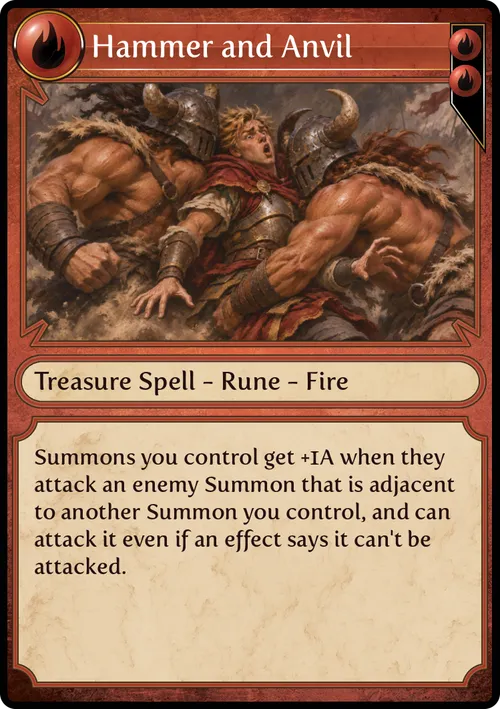 Hammer and Anvil
Treasure Spell - Rune - Fire
Summons you control get +1A when they
attack an enemy Summon that is adjacent
to another Summon you control, and can
attack it even if an effect says it can't be
attacked.